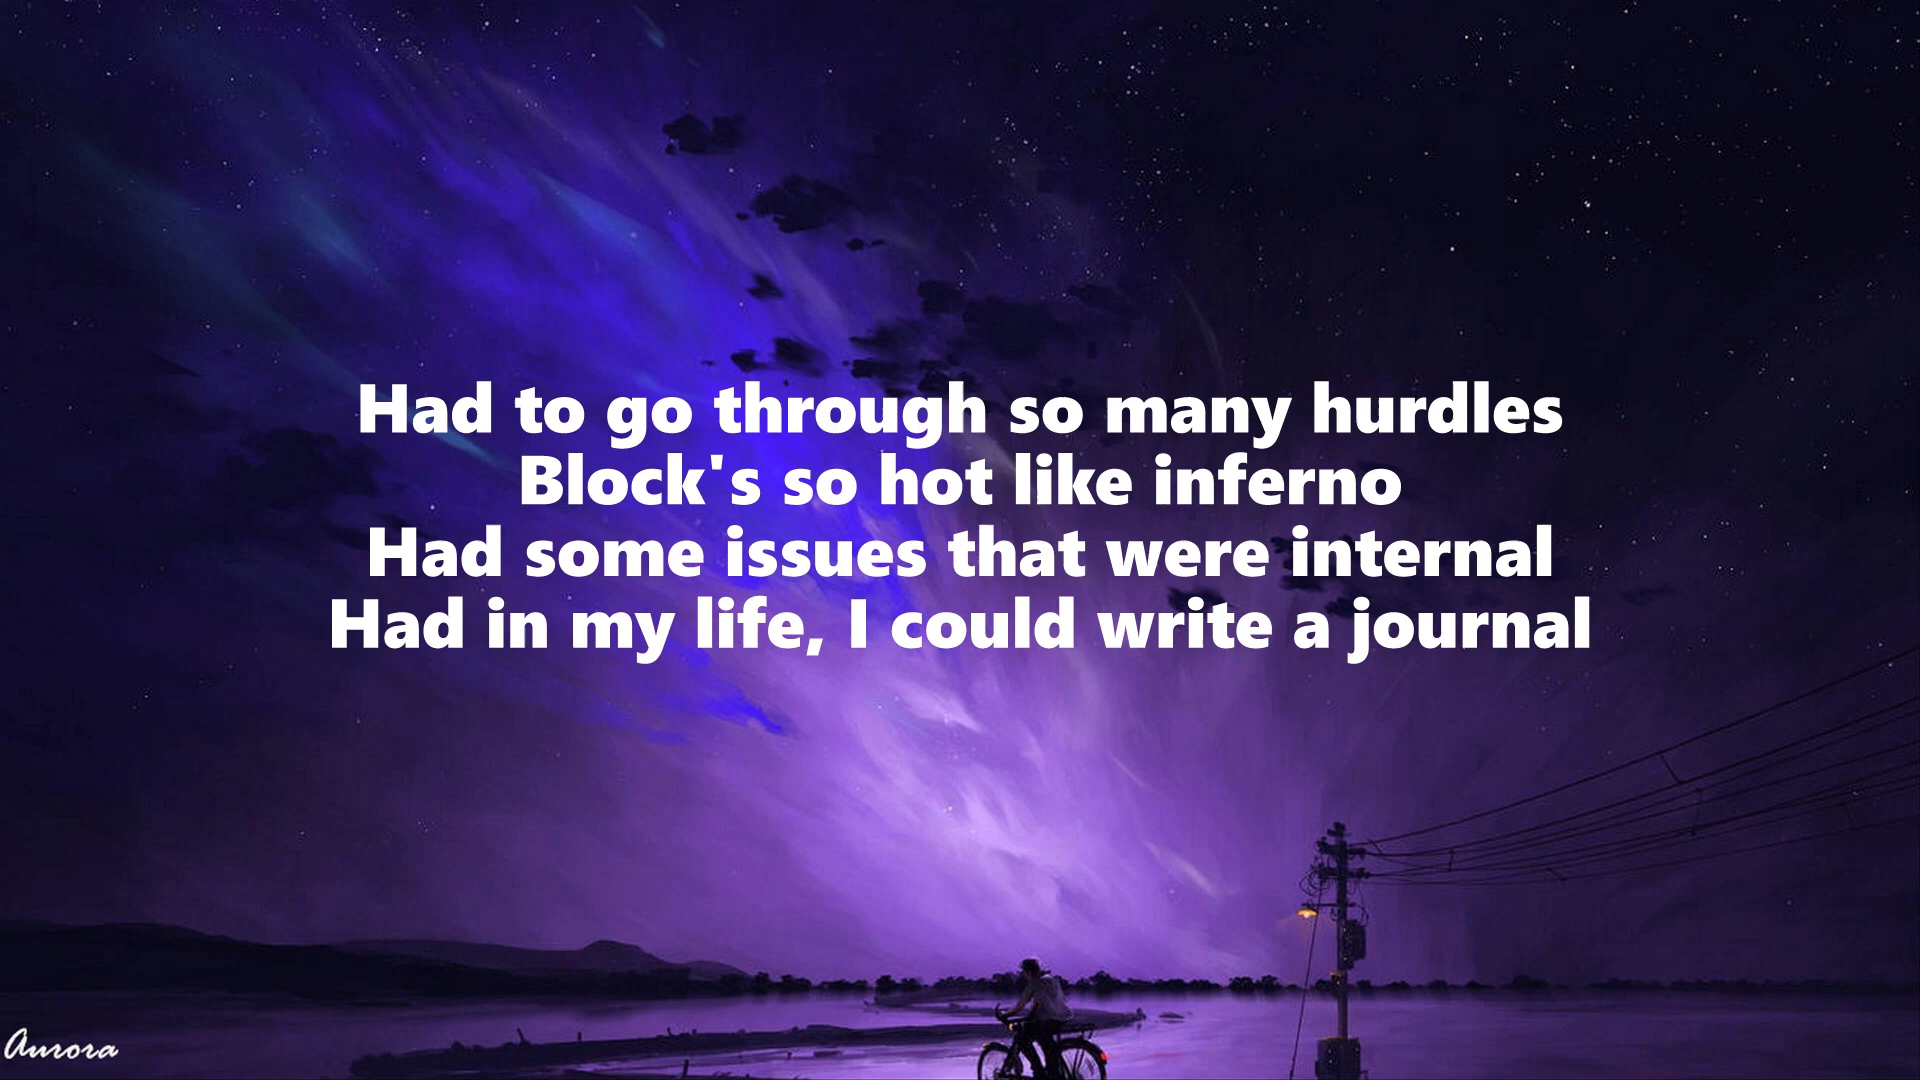 Had to go through so many hurdles
Block's so hot like inferno
Had some issues that were internal
Had in my life, I could write a journal
Aurora